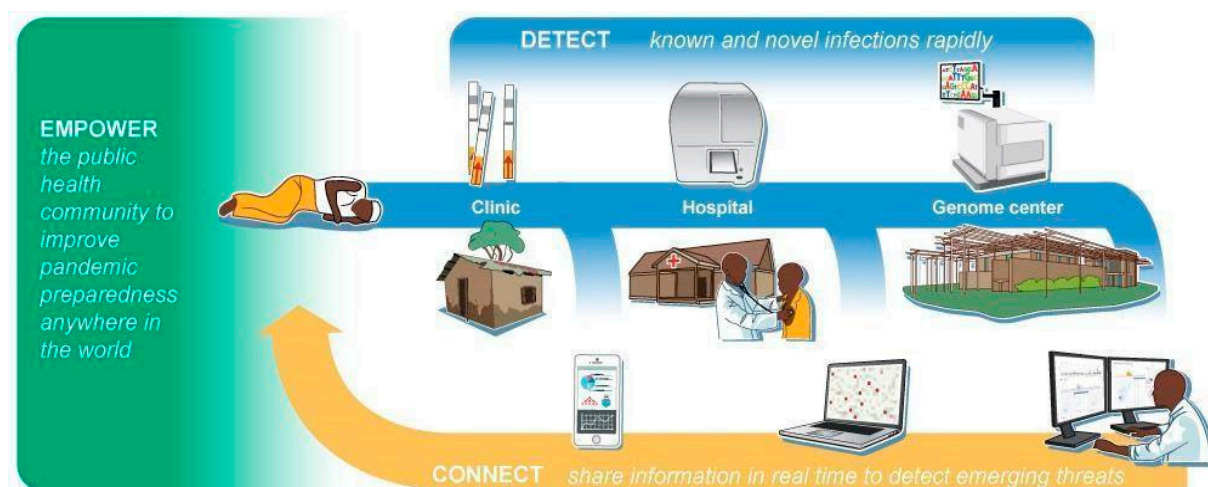 DETECT known and novel infections rapidly
EMPOWER
the public
health
community to
improve
pandemic
preparedness
anywhere in
the world
Clinic
Hospital
Genome center
CONNECT share information in real time to detect emerging threats